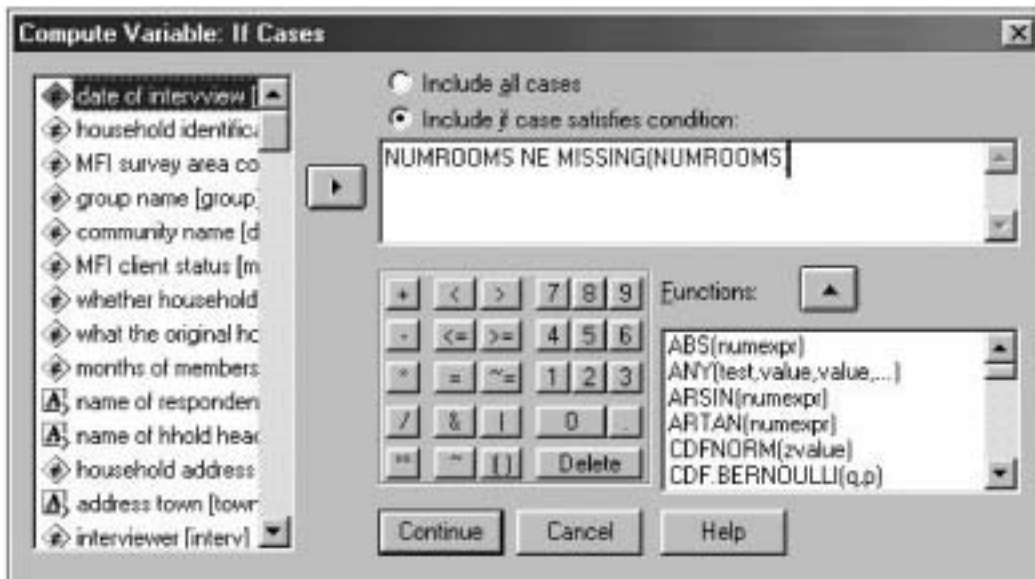 Compute Variable: If Cases
date of intervview [
household identifica
MFI survey area co
group name [group]
community name [d
MFI client status [m
whether household
what the original ho
months of members
name of responden
name of hhold head
household address
address town [town
interviewer [interv]
Include all cases
Include if case satisfies condition:
NUMROOMS NE MISSING(NUMROOMS
+ < > 7 8 9
- <= >= 4 5 6
* = ~= 1 2 3
/ & | 0 .
** ~ () Delete
Functions:
ABS(numexpr)
ANY(test,value,value,...)
ARSIN(numexpr)
ARTAN(numexpr)
CDFNORM(zvalue)
CDF.BERNOULLI(q,p)
Continue Cancel Help